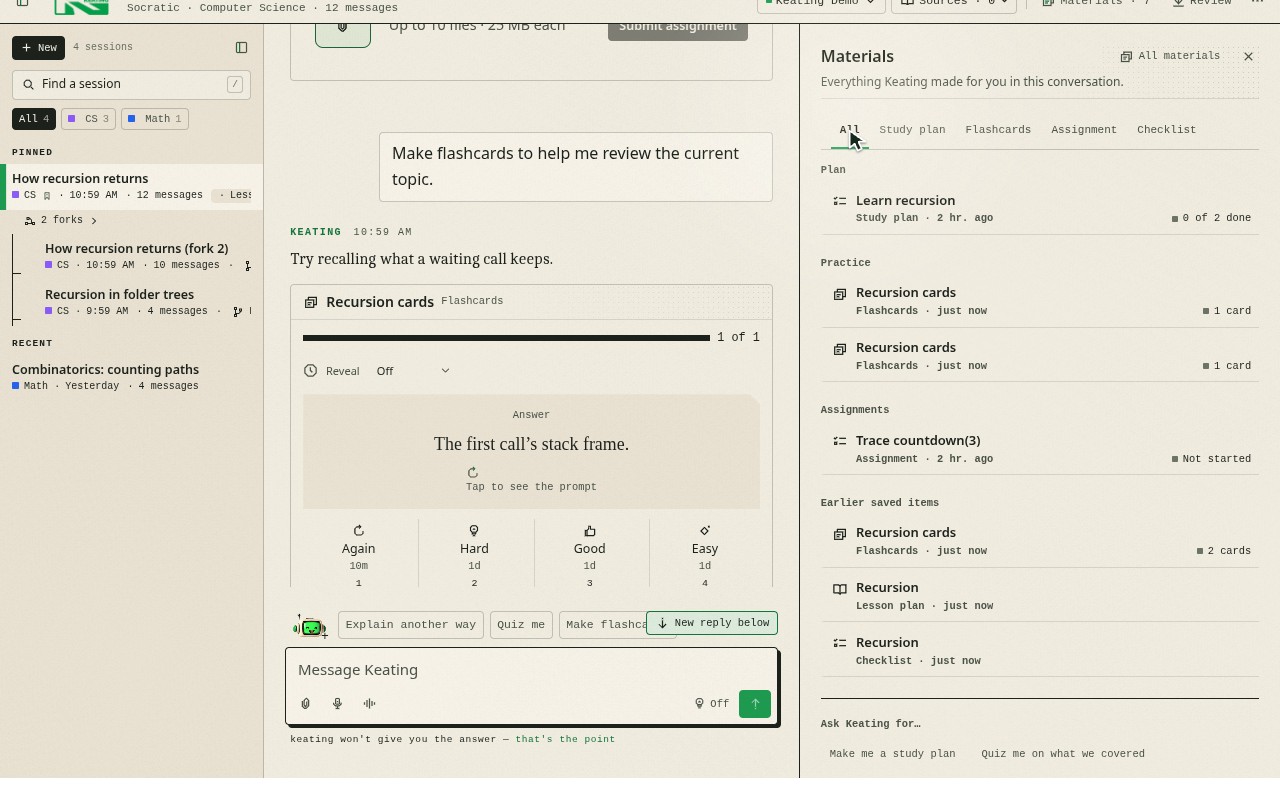 Socratic · Computer Science · 12 messages
Keating Demo
Sources · 0
Materials · 7
Review
New
4 sessions
Find a session
/
All 4
CS 3
Math 1
PINNED
How recursion returns
CS · 10:59 AM · 12 messages · Less
2 forks
How recursion returns (fork 2)
CS · 10:59 AM · 10 messages ·
Recursion in folder trees
CS · 9:59 AM · 4 messages ·
RECENT
Combinatorics: counting paths
Math · Yesterday · 4 messages
Up to 10 files · 25 MB each
Submit assignment
Make flashcards to help me review the current
topic.
KEATING 10:59 AM
Try recalling what a waiting call keeps.
Recursion cards Flashcards
1 of 1
Reveal Off
Answer
The first call’s stack frame.
Tap to see the prompt
Again
10m
1
Hard
1d
2
Good
1d
3
Easy
1d
4
Explain another way
Quiz me
Make flashca
New reply below
Message Keating
Off
keating won't give you the answer — that's the point
Materials
All materials
Everything Keating made for you in this conversation.
All
Study plan
Flashcards
Assignment
Checklist
Plan
Learn recursion
Study plan · 2 hr. ago
0 of 2 done
Practice
Recursion cards
Flashcards · just now
1 card
Recursion cards
Flashcards · just now
1 card
Assignments
Trace countdown(3)
Assignment · 2 hr. ago
Not started
Earlier saved items
Recursion cards
Flashcards · just now
2 cards
Recursion
Lesson plan · just now
Recursion
Checklist · just now
Ask Keating for…
Make me a study plan
Quiz me on what we covered